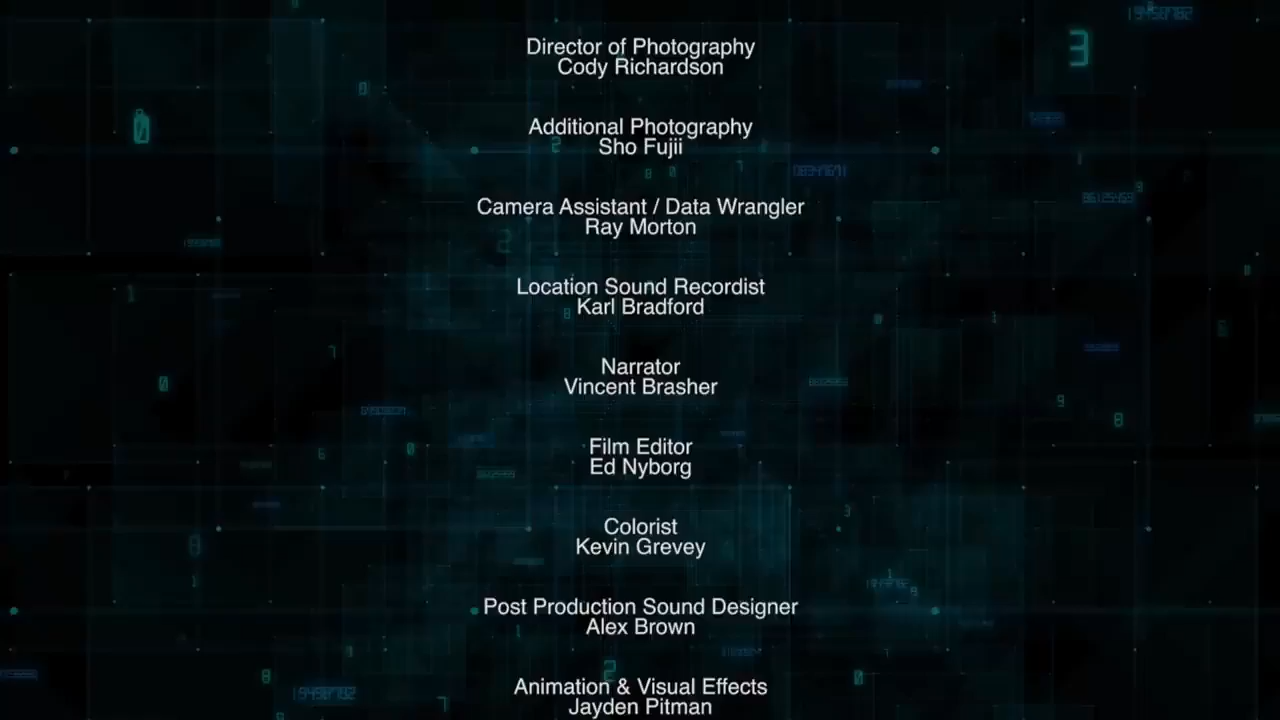 Director of Photography
Cody Richardson
Additional Photography
Sho Fujii
Camera Assistant / Data Wrangler
Ray Morton
Location Sound Recordist
Karl Bradford
Narrator
Vincent Brasher
Film Editor
Ed Nyborg
Colorist
Kevin Grevey
Post Production Sound Designer
Alex Brown
Animation & Visual Effects
Jayden Pitman